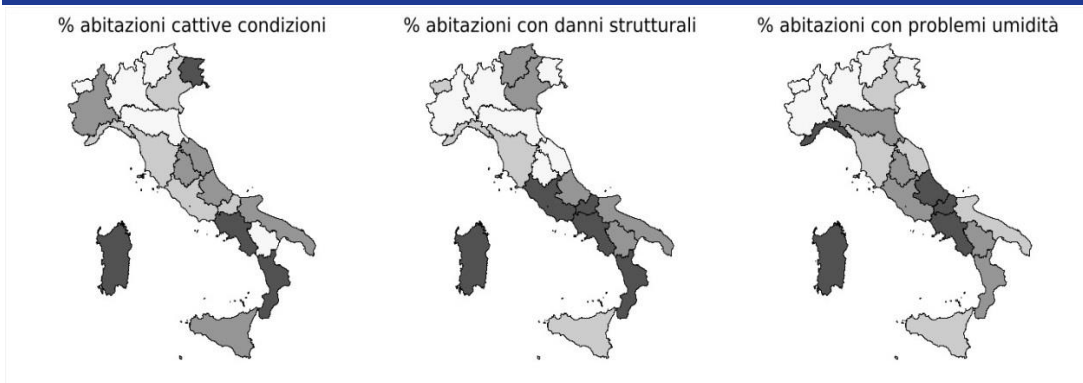 % abitazioni cattive condizioni
% abitazioni con danni strutturali
% abitazioni con problemi umidità